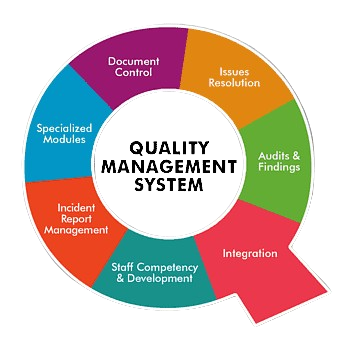 QUALITY
MANAGEMENT
SYSTEM
Document
Control
Issues
Resolution
Audits &
Findings
Integration
Staff Competency
& Development
Incident
Report
Management
Specialized
Modules